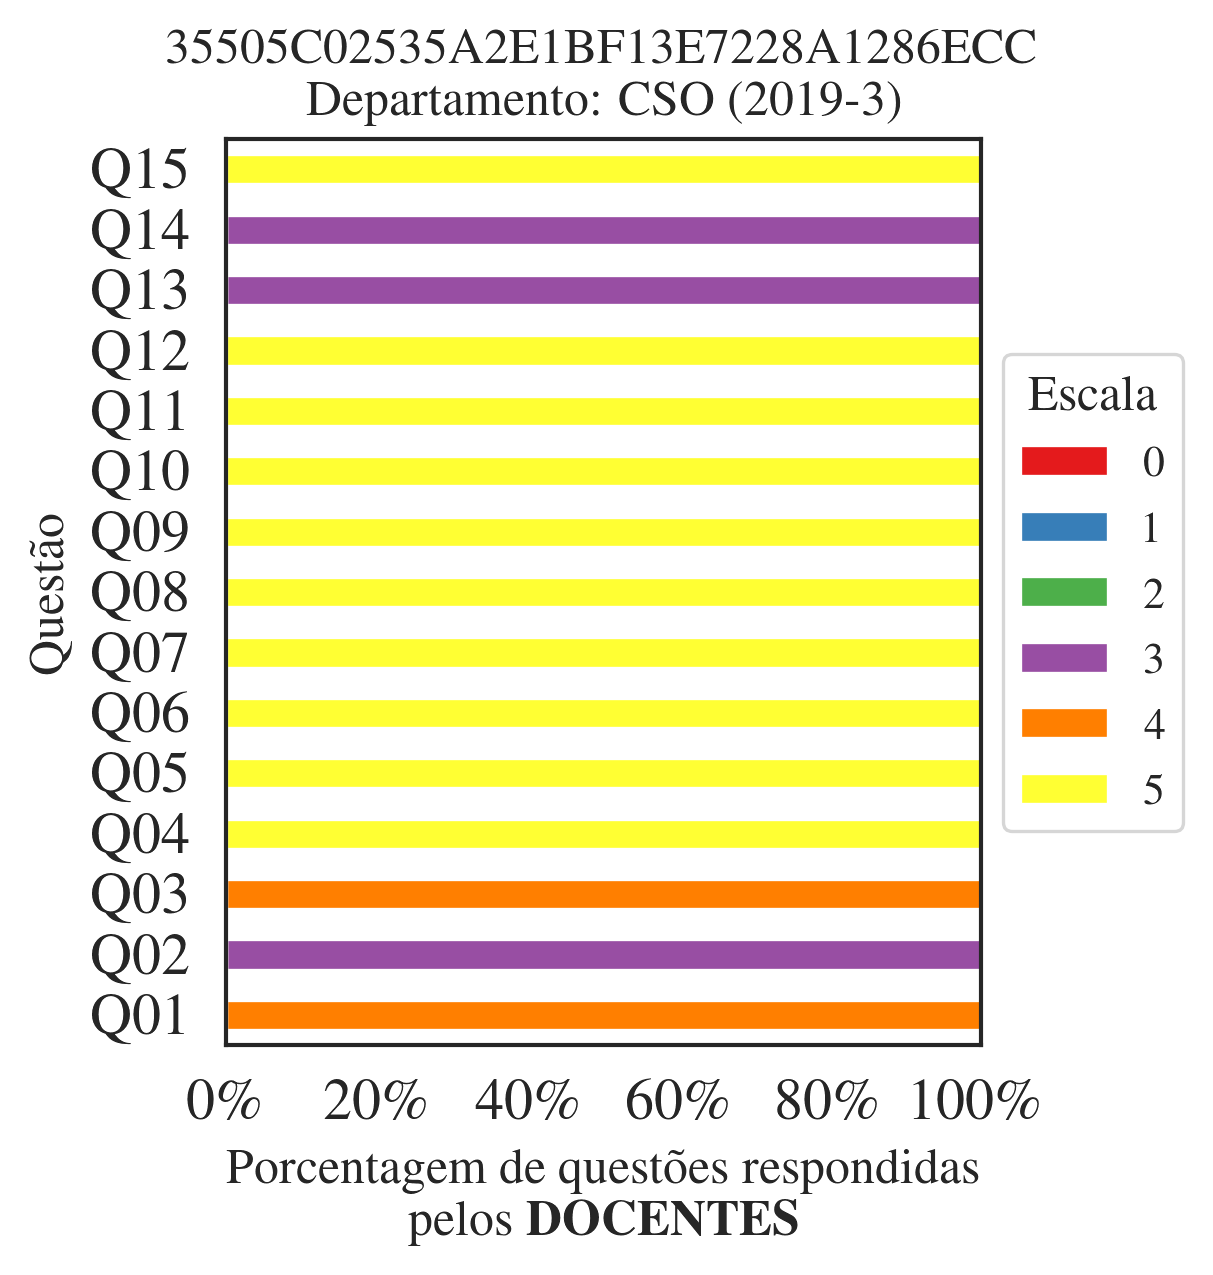 35505C02535A2E1BF13E7228A1286ECC
Departamento: CSO (2019-3)
Q15
Q14
Q13
Q12
Q11
Q10
Q09
Q08
Q07
Q06
Q05
Q04
Q03
Q02
Q01
Questão
0% 20% 40% 60% 80% 100%
Porcentagem de questões respondidas
pelos DOCENTES
Escala
0
1
2
3
4
5